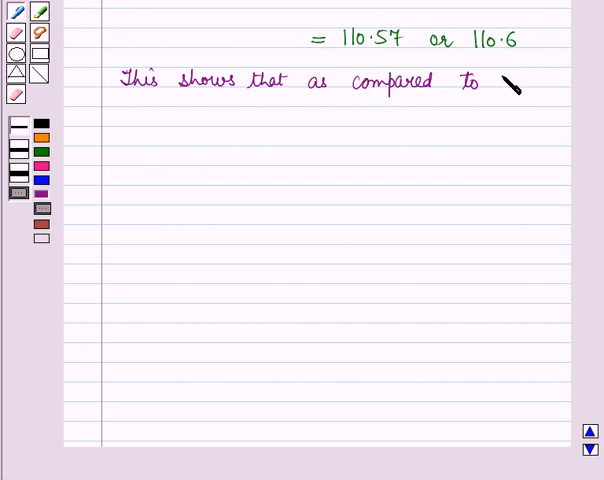 = 110.57 or 110.6
This shows that as compared to